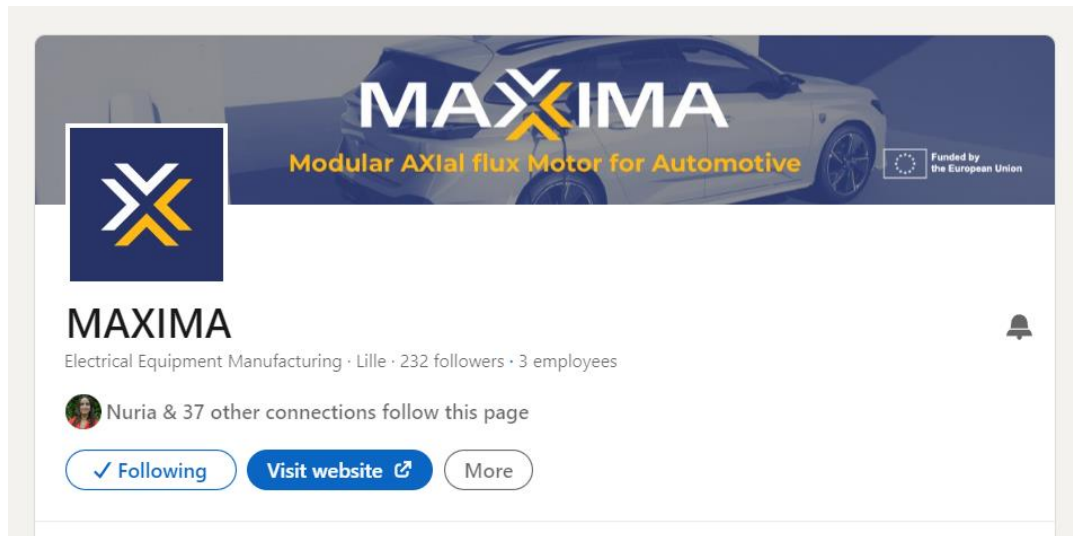 MAXIMA
Modular AXIal flux Motor for Automotive
Funded by
the European Union
MAXIMA
Electrical Equipment Manufacturing · Lille · 232 followers · 3 employees
Nuria & 37 other connections follow this page
Following
Visit website
More